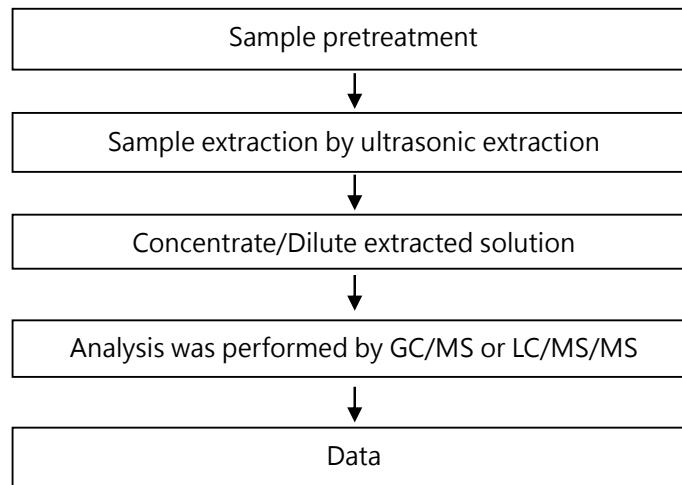 Sample pretreatment
Sample extraction by ultrasonic extraction
Concentrate/Dilute extracted solution
Analysis was performed by GC/MS or LC/MS/MS
Data